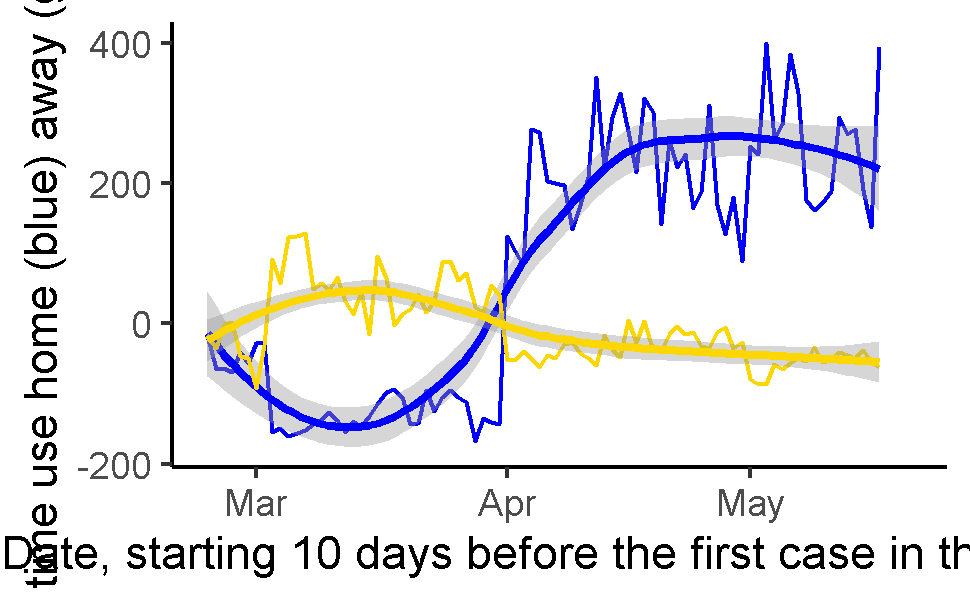 time use home (blue) away (
400
200
0
-200
Mar Apr May
Date, starting 10 days before the first case in th